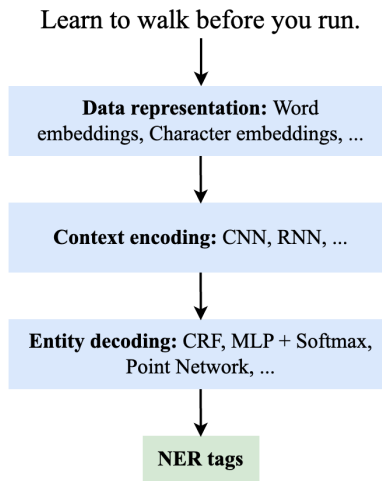 Learn to walk before you run.
Data representation: Word
embeddings, Character embeddings, ...
Context encoding: CNN, RNN, ...
Entity decoding: CRF, MLP + Softmax,
Point Network, ...
NER tags